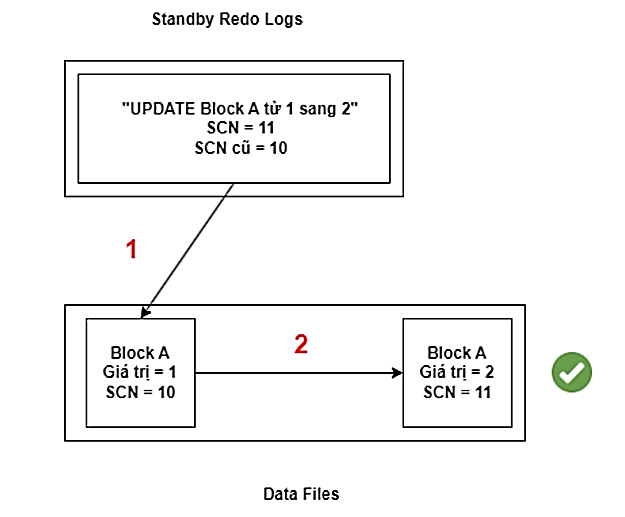 Standby Redo Logs
"UPDATE Block A từ 1 sang 2"
SCN = 11
SCN cũ = 10
1
Block A
Giá trị = 1
SCN = 10
2
Block A
Giá trị = 2
SCN = 11
Data Files